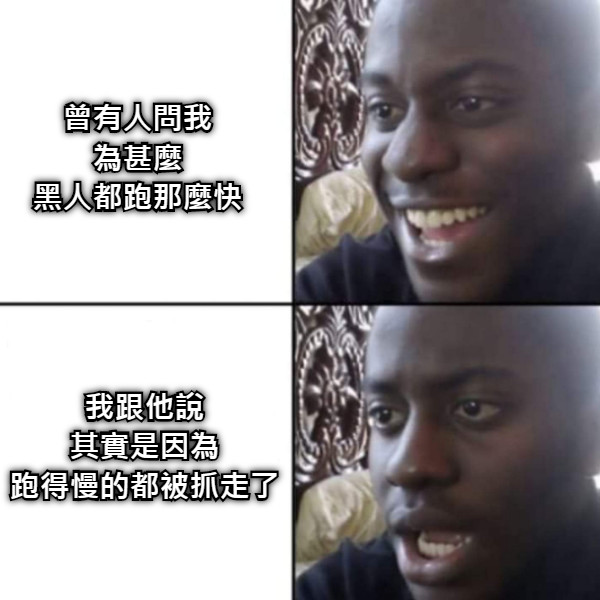 曾有人問我
為甚麼
黑人都跑那麼快
我跟他說
其實是因為
跑得慢的都被抓走了